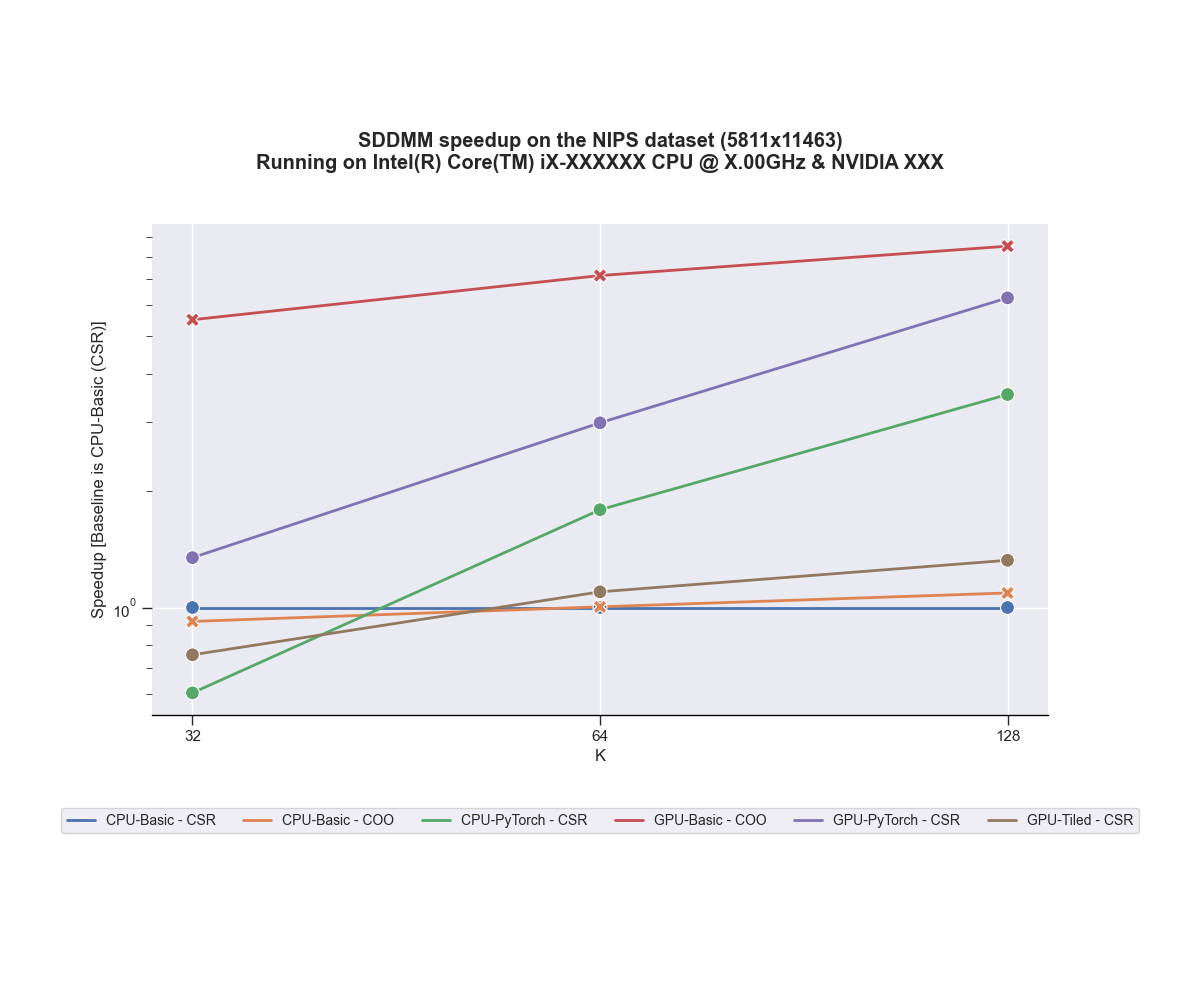 SDDMM speedup on the NIPS dataset (5811x11463)
Running on Intel(R) Core(TM) iX-XXXXXX CPU @ X.00GHz & NVIDIA XXX
Speedup [Baseline is CPU-Basic (CSR)]
10^0
32 64 128
K
CPU-Basic - CSR CPU-Basic - COO CPU-PyTorch - CSR GPU-Basic - COO GPU-PyTorch - CSR GPU-Tiled - CSR